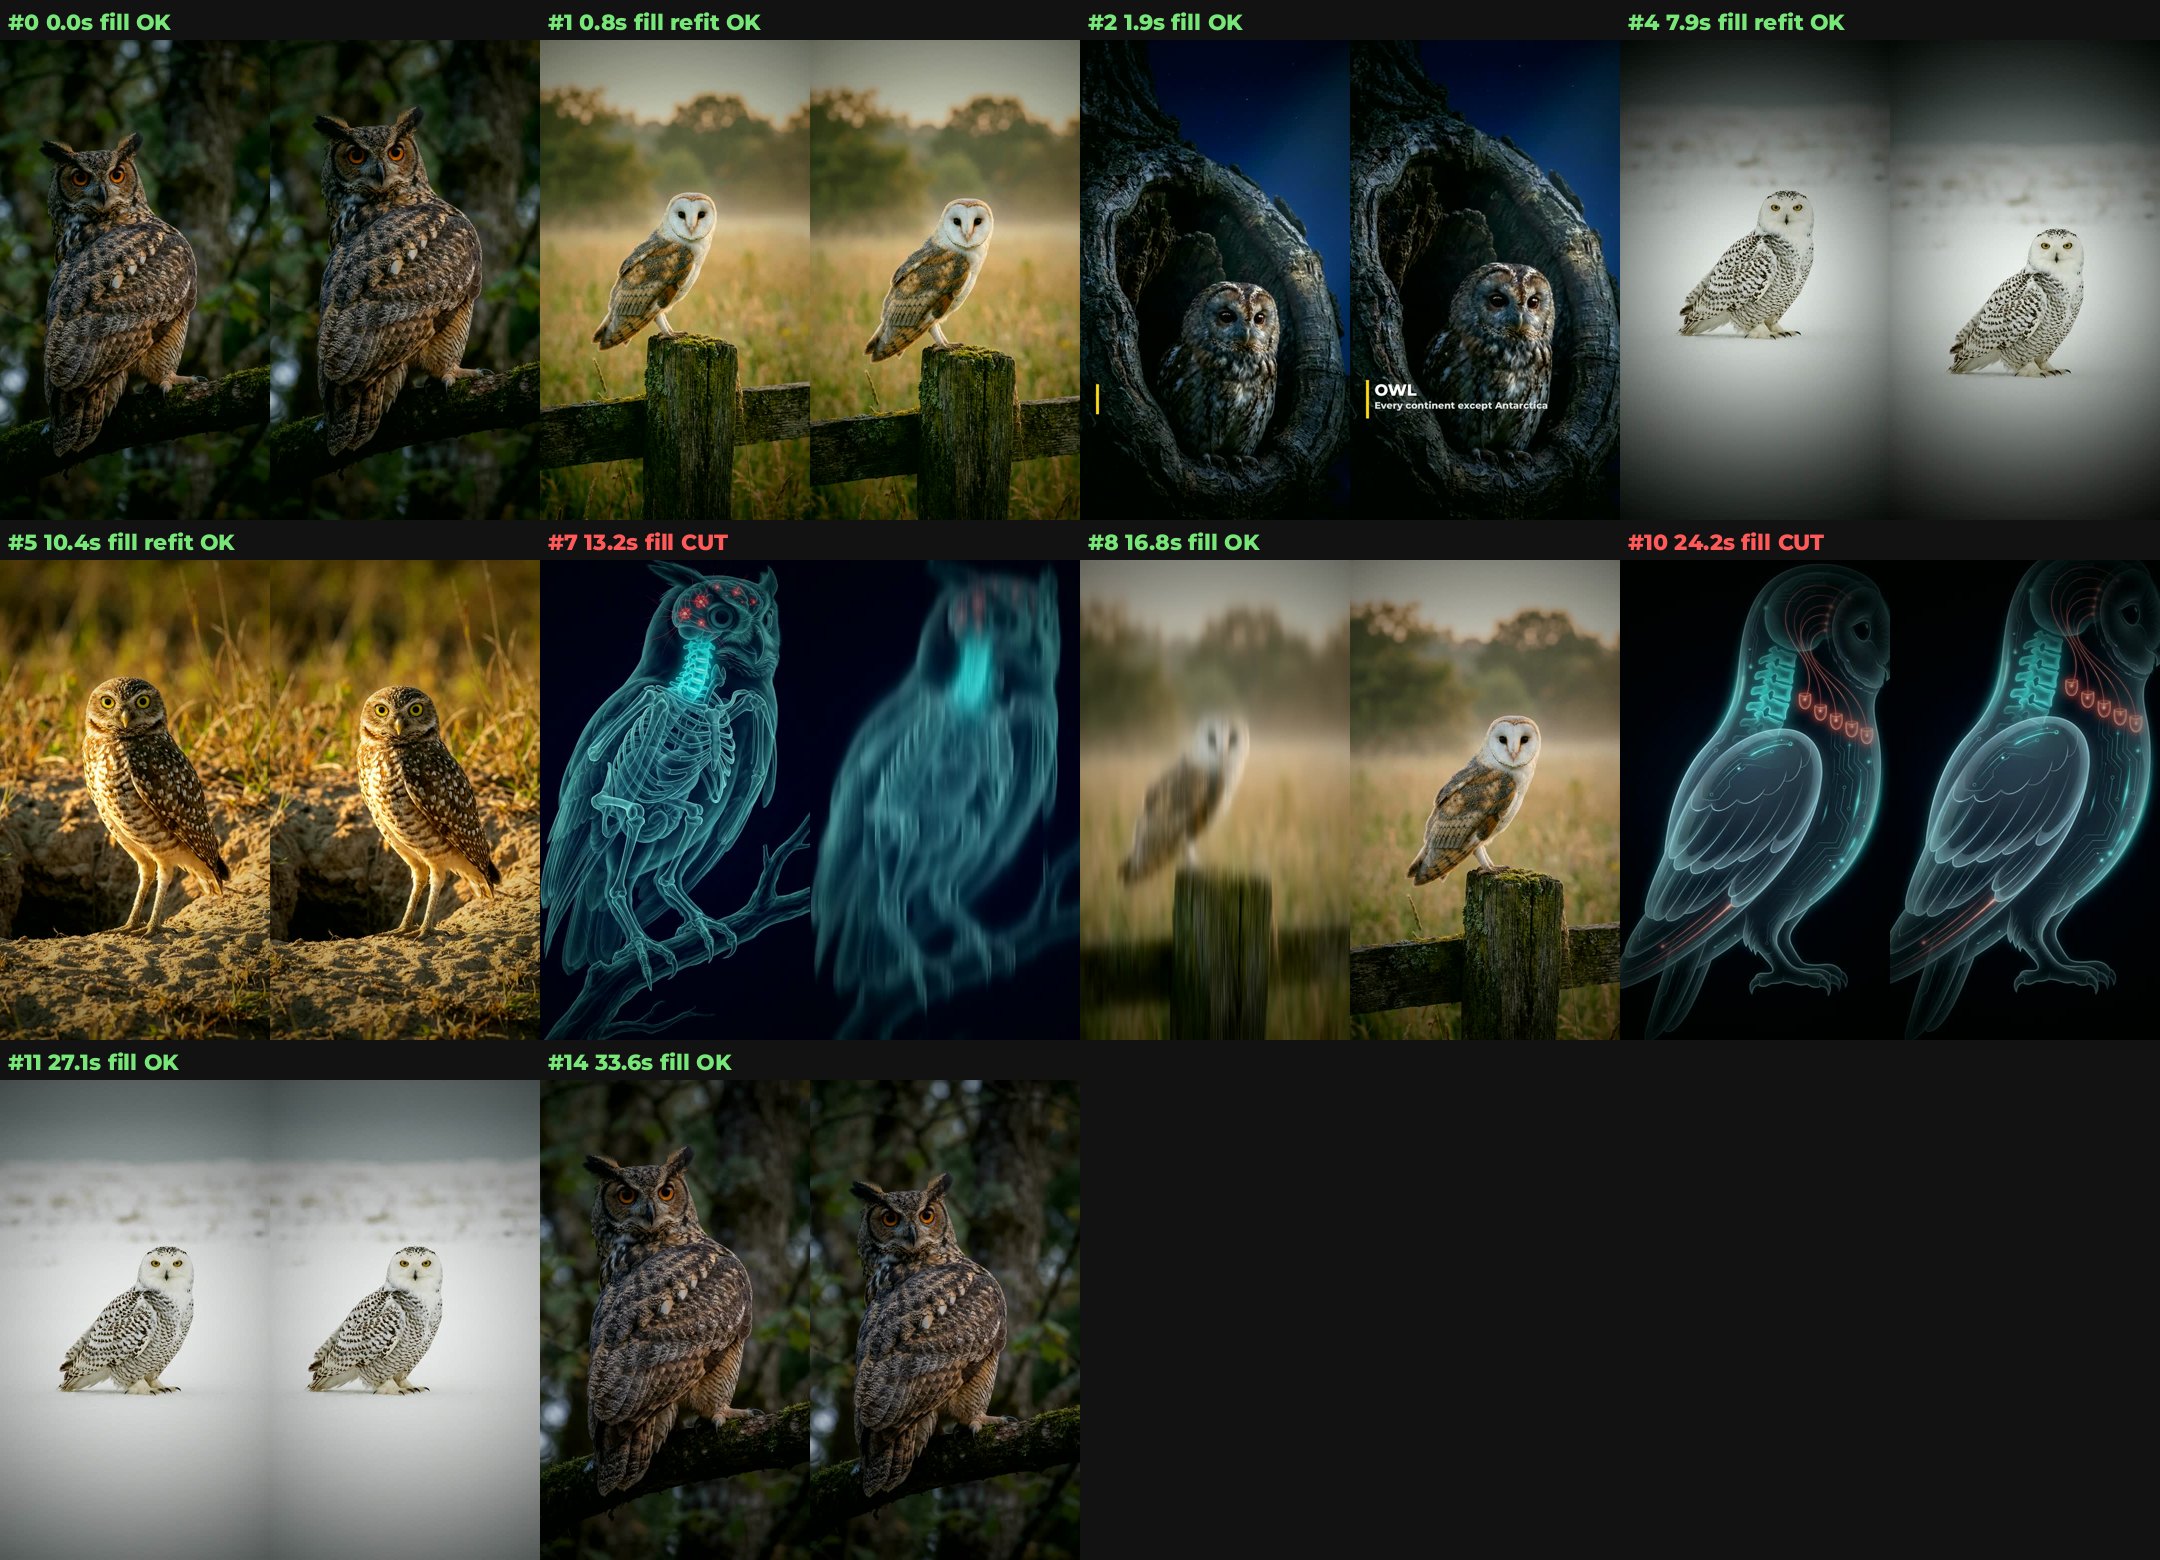 #0 0.0s fill OK
#1 0.8s fill refit OK
#2 1.9s fill OK
#4 7.9s fill refit OK
OWL
Every continent except Antarctica
#5 10.4s fill refit OK
#7 13.2s fill CUT
#8 16.8s fill OK
#10 24.2s fill CUT
#11 27.1s fill OK
#14 33.6s fill OK